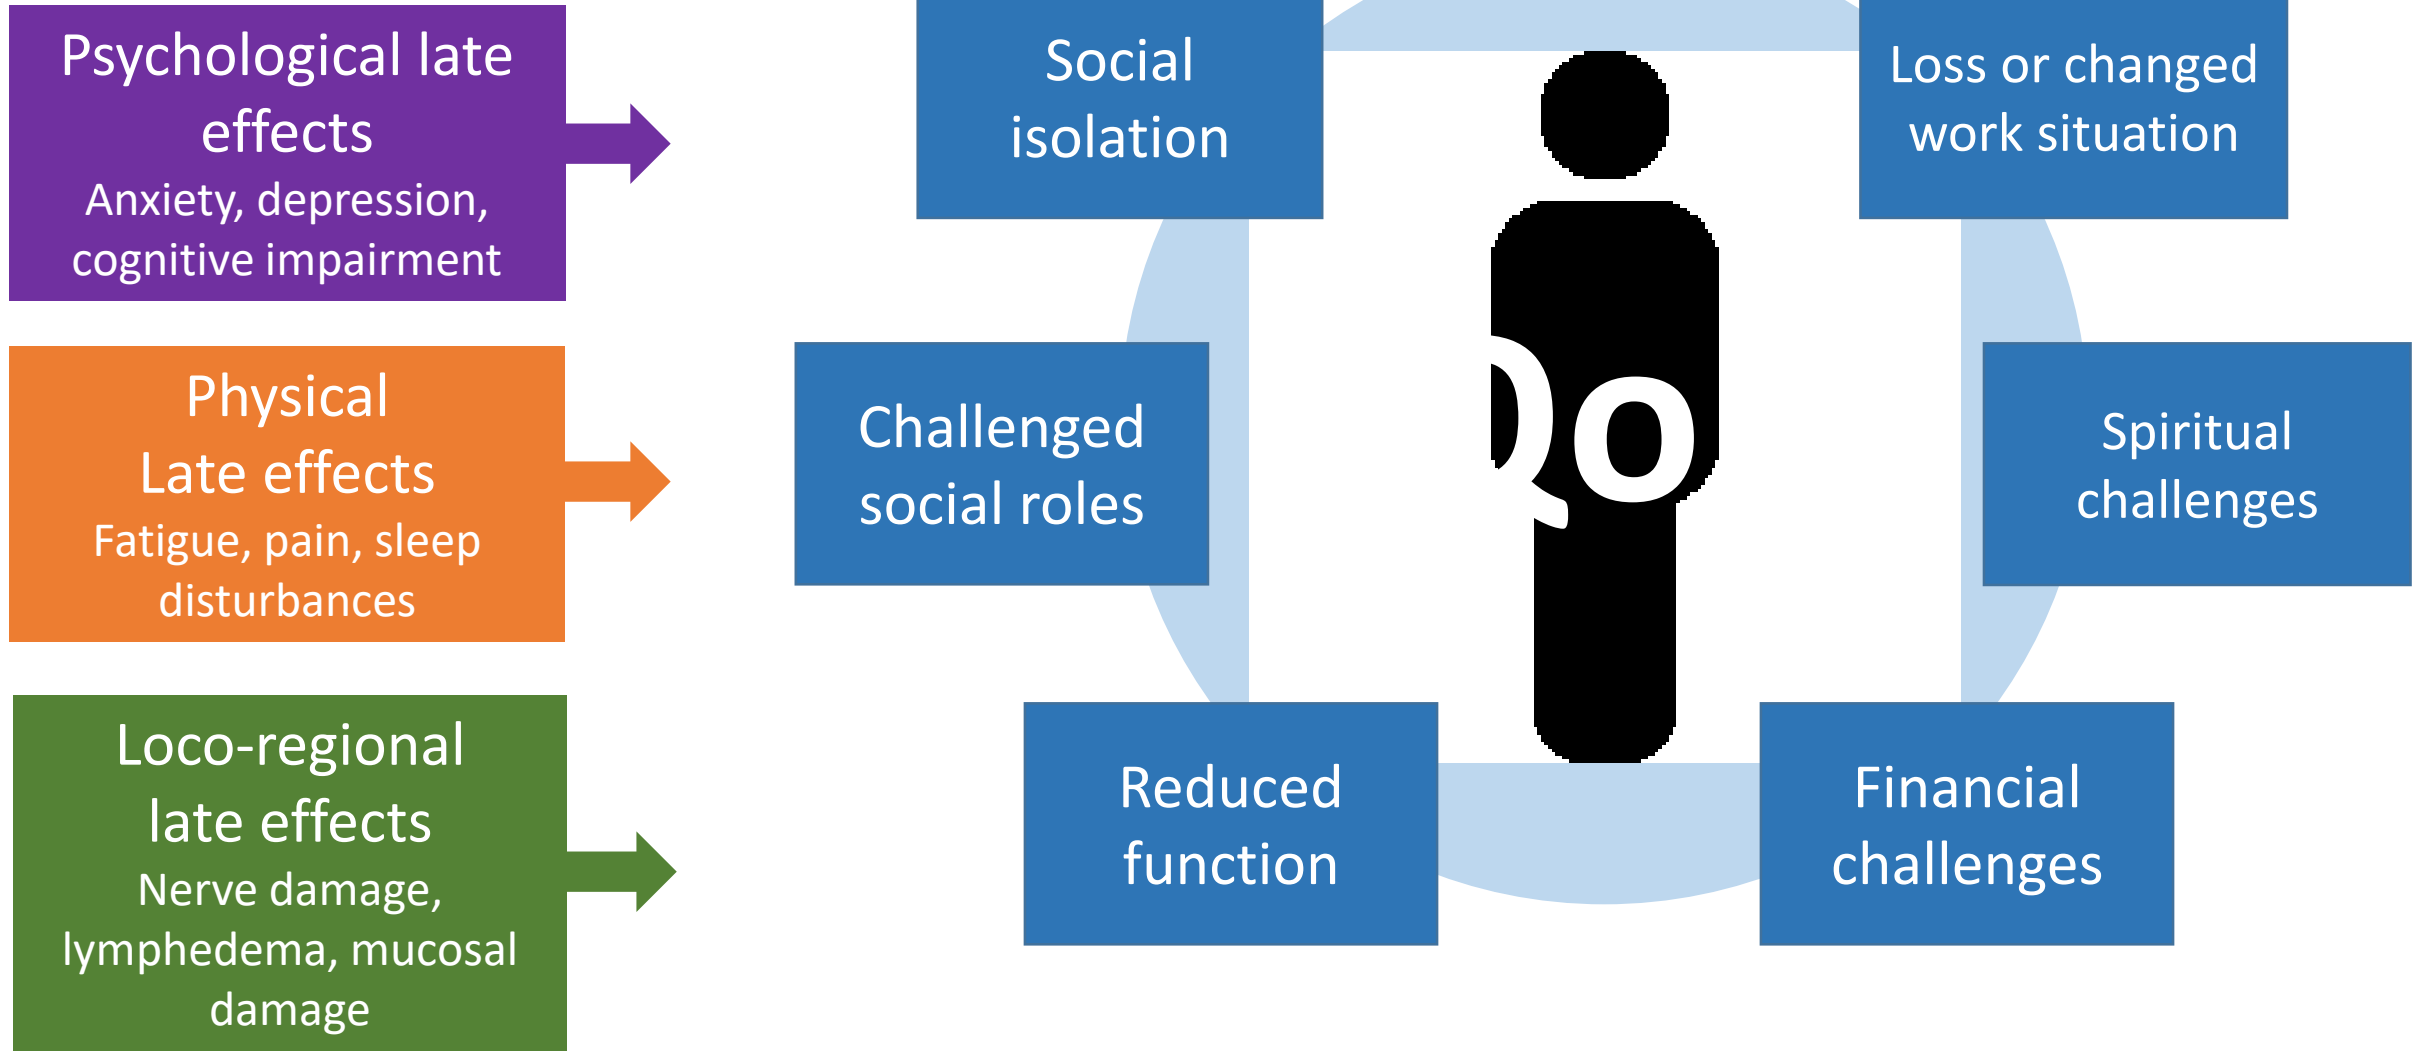 Psychological late
effects
Anxiety, depression,
cognitive impairment
Physical
Late effects
Fatigue, pain, sleep
disturbances
Loco-regional
late effects
Nerve damage,
lymphedema, mucosal
damage
Social
isolation
Loss or changed
work situation
Challenged
social roles
Qo
Spiritual
challenges
Reduced
function
Financial
challenges